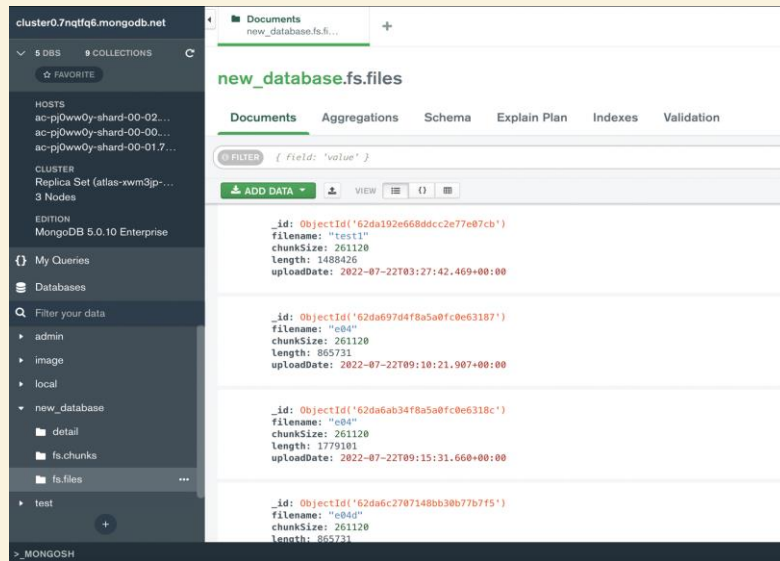 cluster0.7nqtfq6.mongodb.net
5 DBS 9 COLLECTIONS
FAVORITE
HOSTS
ac-pj0ww0y-shard-00-02....
ac-pj0ww0y-shard-00-00....
ac-pj0ww0y-shard-00-01.7...
CLUSTER
Replica Set (atlas-xwm3jp-...
3 Nodes
EDITION
MongoDB 5.0.10 Enterprise
{} My Queries
Databases
Filter your data
admin
image
local
new_database
detail
fs.chunks
fs.files ...
test
+
>_MONGOSH
Documents
new_database.fs.fi...
+
new_database.fs.files
Documents Aggregations Schema Explain Plan Indexes Validation
FILTER { field: 'value' }
ADD DATA VIEW {}
_id: ObjectId('62da192e668ddcc2e77e07cb')
filename: "test1"
chunkSize: 261120
length: 1488426
uploadDate: 2022-07-22T03:27:42.469+00:00
_id: ObjectId('62da697d4f8a5a0fc0e63187')
filename: "e04"
chunkSize: 261120
length: 865731
uploadDate: 2022-07-22T09:10:21.907+00:00
_id: ObjectId('62da6ab34f8a5a0fc0e6318c')
filename: "e04"
chunkSize: 261120
length: 1779101
uploadDate: 2022-07-22T09:15:31.660+00:00
_id: ObjectId('62da6c2707148bb30b77b7f5')
filename: "e04d"
chunkSize: 261120
length: 865731